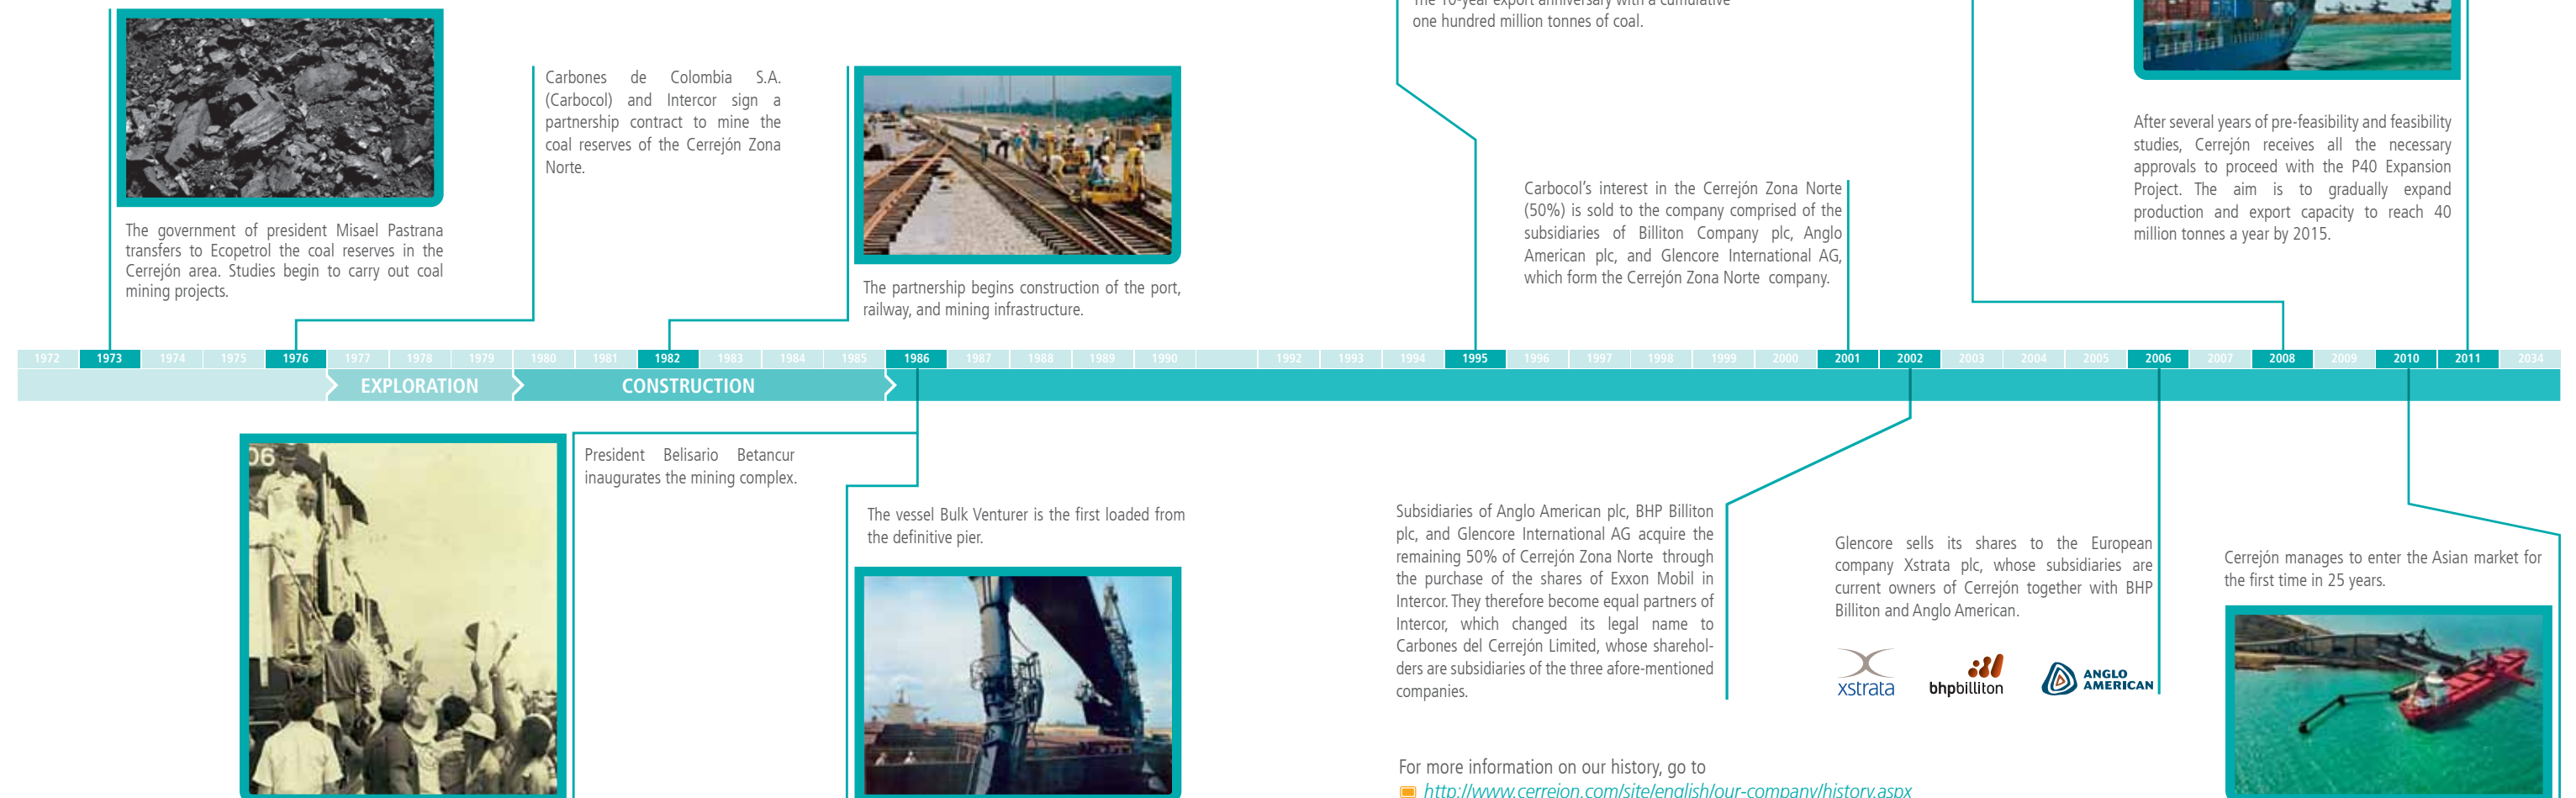 The 10-year export anniversary with a cumulative
one hundred million tonnes of coal.
Carbones de Colombia S.A.
(Carbocol) and Intercor sign a
partnership contract to mine the
coal reserves of the Cerrejón Zona
Norte.
The government of president Misael Pastrana
transfers to Ecopetrol the coal reserves in the
Cerrejón area. Studies begin to carry out coal
mining projects.
The partnership begins construction of the port,
railway, and mining infrastructure.
Carbocol's interest in the Cerrejón Zona Norte
(50%) is sold to the company comprised of the
subsidiaries of Billiton Company plc, Anglo
American plc, and Glencore International AG,
which form the Cerrejón Zona Norte company.
After several years of pre-feasibility and feasibility
studies, Cerrejón receives all the necessary
approvals to proceed with the P40 Expansion
Project. The aim is to gradually expand
production and export capacity to reach 40
million tonnes a year by 2015.
1972 1973 1974 1975 1976 1977 1978 1979 1980 1981 1982 1983 1984 1985 1986 1987 1988 1989 1990 1992 1993 1994 1995 1996 1997 1998 1999 2000 2001 2002 2003 2004 2005 2006 2007 2008 2009 2010 2011 2034
EXPLORATION CONSTRUCTION
06
President Belisario Betancur
inaugurates the mining complex.
The vessel Bulk Venturer is the first loaded from
the definitive pier.
Subsidiaries of Anglo American plc, BHP Billiton
plc, and Glencore International AG acquire the
remaining 50% of Cerrejón Zona Norte through
the purchase of the shares of Exxon Mobil in
Intercor. They therefore become equal partners of
Intercor, which changed its legal name to
Carbones del Cerrejón Limited, whose sharehol-
ders are subsidiaries of the three afore-mentioned
companies.
Glencore sells its shares to the European
company Xstrata plc, whose subsidiaries are
current owners of Cerrejón together with BHP
Billiton and Anglo American.
xstrata
bhpbilliton
ANGLO
AMERICAN
Cerrejón manages to enter the Asian market for
the first time in 25 years.
For more information on our history, go to
http://www.cerrejon.com/site/english/our-company/history.aspx